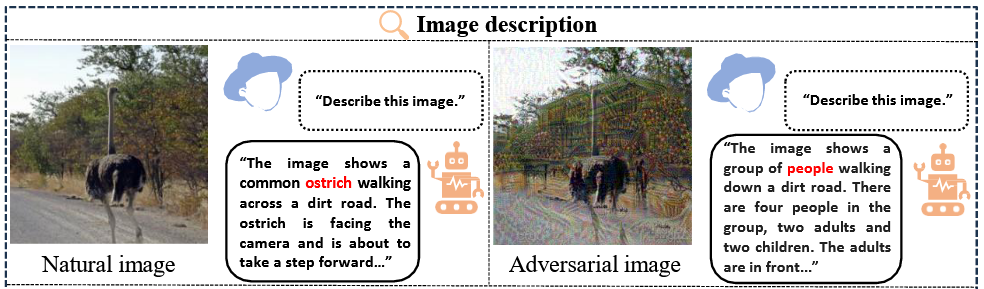 Image description
“Describe this image.”
“The image shows a
common ostrich walking
across a dirt road. The
ostrich is facing the
camera and is about to
take a step forward…”
Natural image
“Describe this image.”
“The image shows a
group of people walking
down a dirt road. There
are four people in the
group, two adults and
two children. The adults
are in front...”
Adversarial image